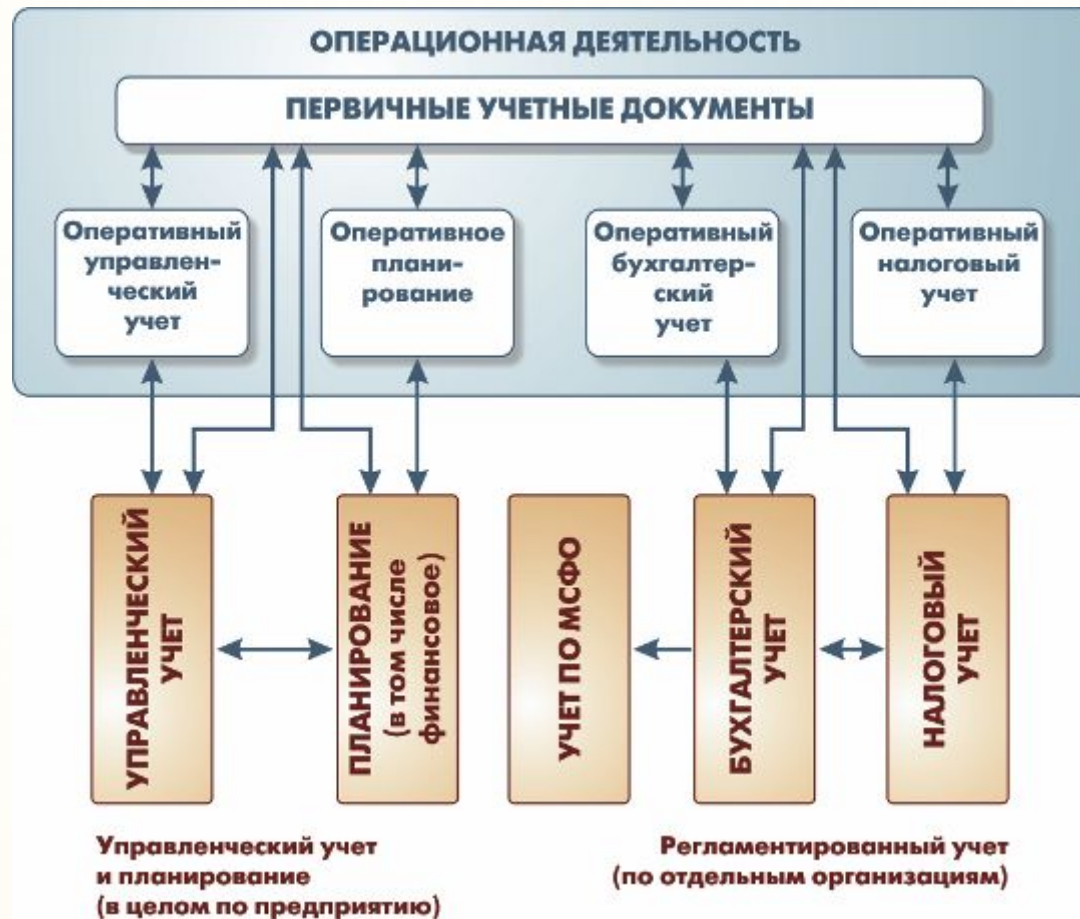 ОПЕРАЦИОННАЯ ДЕЯТЕЛЬНОСТЬ
ПЕРВИЧНЫЕ УЧЕТНЫЕ ДОКУМЕНТЫ
Оперативный
управлен-
ческий
учет
Оперативное
плани-
рование
Оперативный
бухгалтер-
ский
учет
Оперативный
налоговый
учет
УПРАВЛЕНЧЕСКИЙ
УЧЕТ
ПЛАНИРОВАНИЕ
(в том числе
финансовое)
УЧЕТ ПО МСФО
БУХГАЛТЕРСКИЙ
УЧЕТ
НАЛОГОВЫЙ
УЧЕТ
Управленческий учет
и планирование
(в целом по предприятию)
Регламентированный учет
(по отдельным организациям)